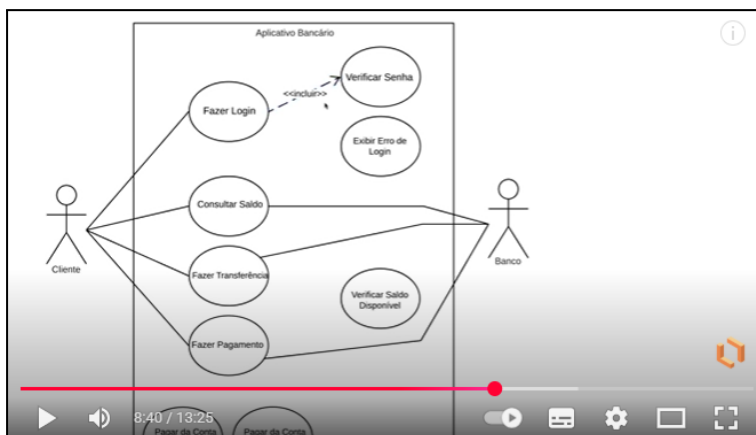 Aplicativo Bancário
Verificar Senha
<<incluir>>
Fazer Login
Exibir Erro de
Login
Consultar Saldo
Cliente
Banco
Fazer Transferência
Verificar Saldo
Disponível
Fazer Pagamento
8:40 / 13:25
Pagar da Conta
Pagar da Conta